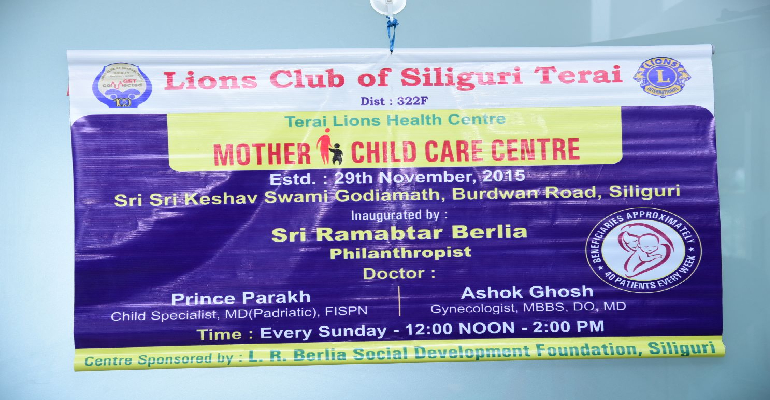 Lions Club of Siliguri Terai
LIONS
L
INTERNATIONAL
Dist : 322F
Terai Lions Health Centre
MOTHER CHILD CARE CENTRE
Estd. : 29th November, 2015
Sri Sri Keshav Swami Godiamath, Burdwan Road, Siliguri
Inaugurated by :
Sri Ramabtar Berlia
Philanthropist
BENEFICIARIES APPROXIMATELY
40 PATIENTS EVERY WEEK
Doctor :
Prince Parakh
Child Specialist, MD(Padriatic), FISPN
Ashok Ghosh
Gynecologist, MBBS, DO, MD
Time : Every Sunday - 12:00 NOON - 2:00 PM
Centre Sponsored by : L. R. Berlia Social Development Foundation, Siliguri